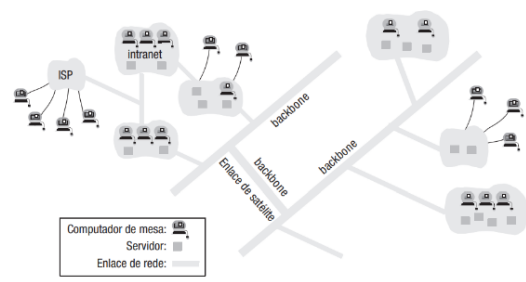 intranet
ISP
backbone
backbone
Enlace de satélite
backbone
Computador de mesa:
Servidor:
Enlace de rede: